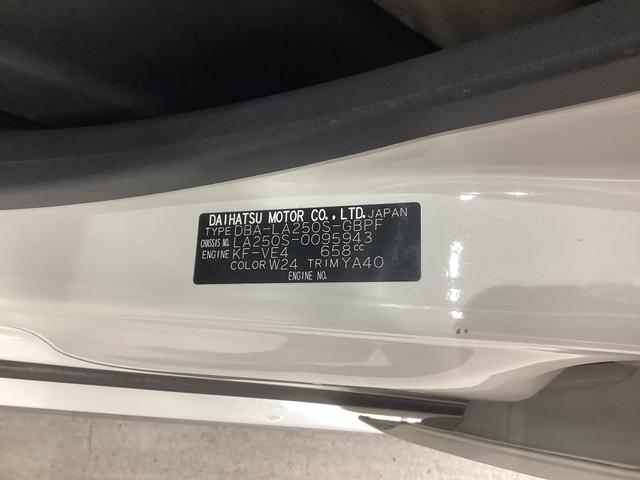 DAIHATSU MOTOR CO.,LTD. JAPAN
TYPE DBA-LA250S-GBPF
CHASSIS NO. LA250S-0095943
ENGINE KF-VE4 658cc
COLOR W24 TRIM YA40
ENGINE NO.